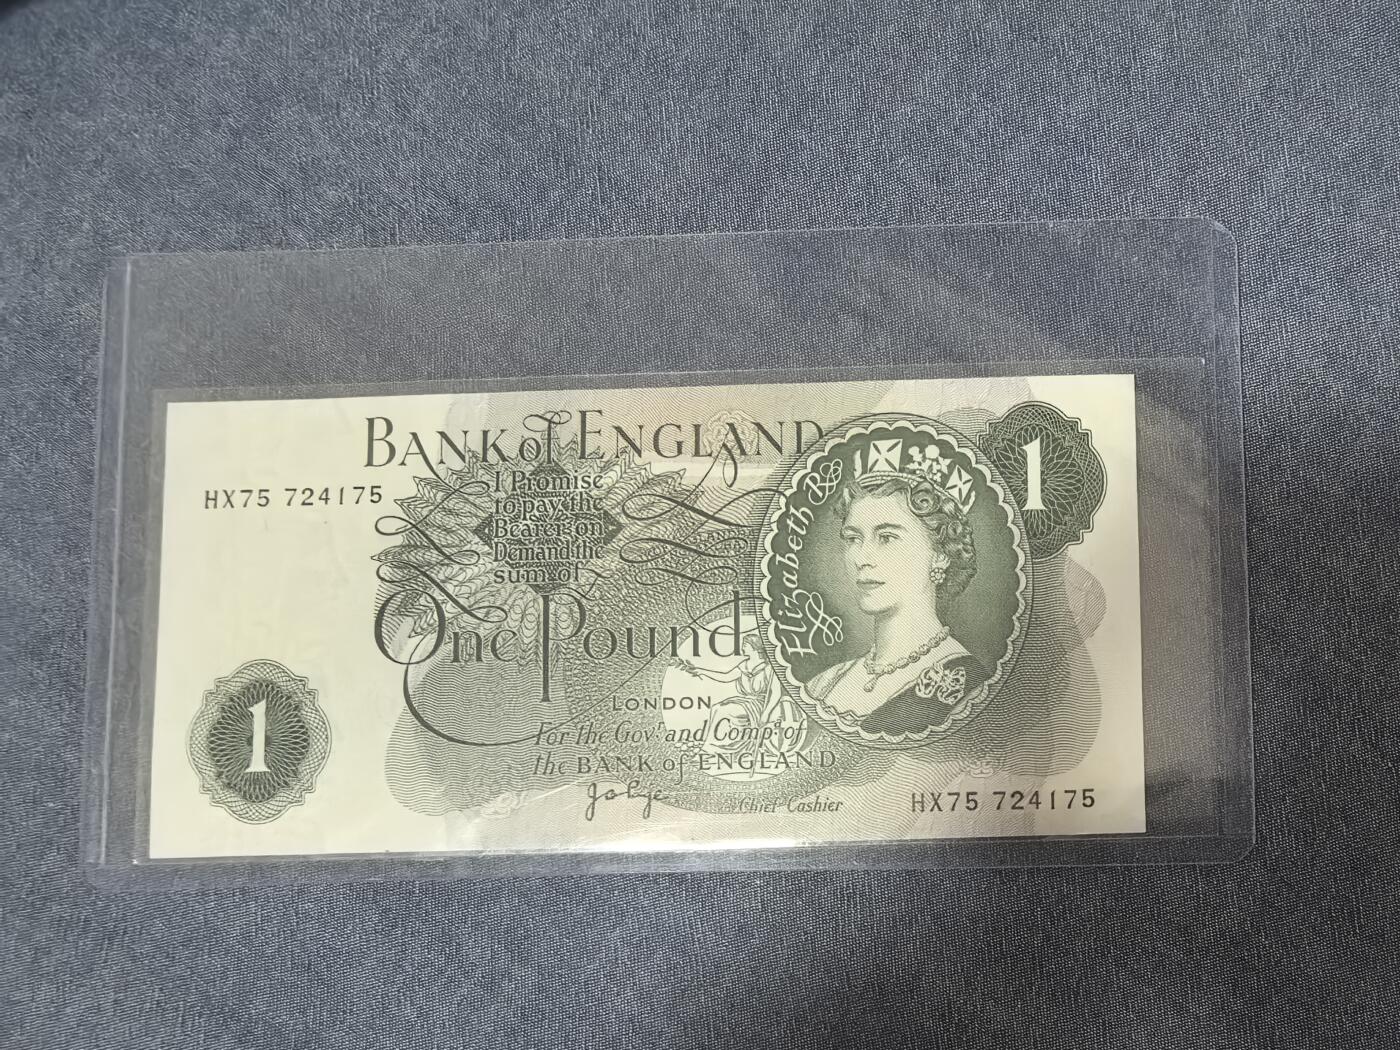 BANK of ENGLAND
1
HX75 724175
I Promise
to pay the
Bearer on
Demand the
sum of
Elizabeth R
One Pound
LONDON
For the Govr. and Compa. of
the BANK of ENGLAND
1
Chief Cashier
HX75 724175